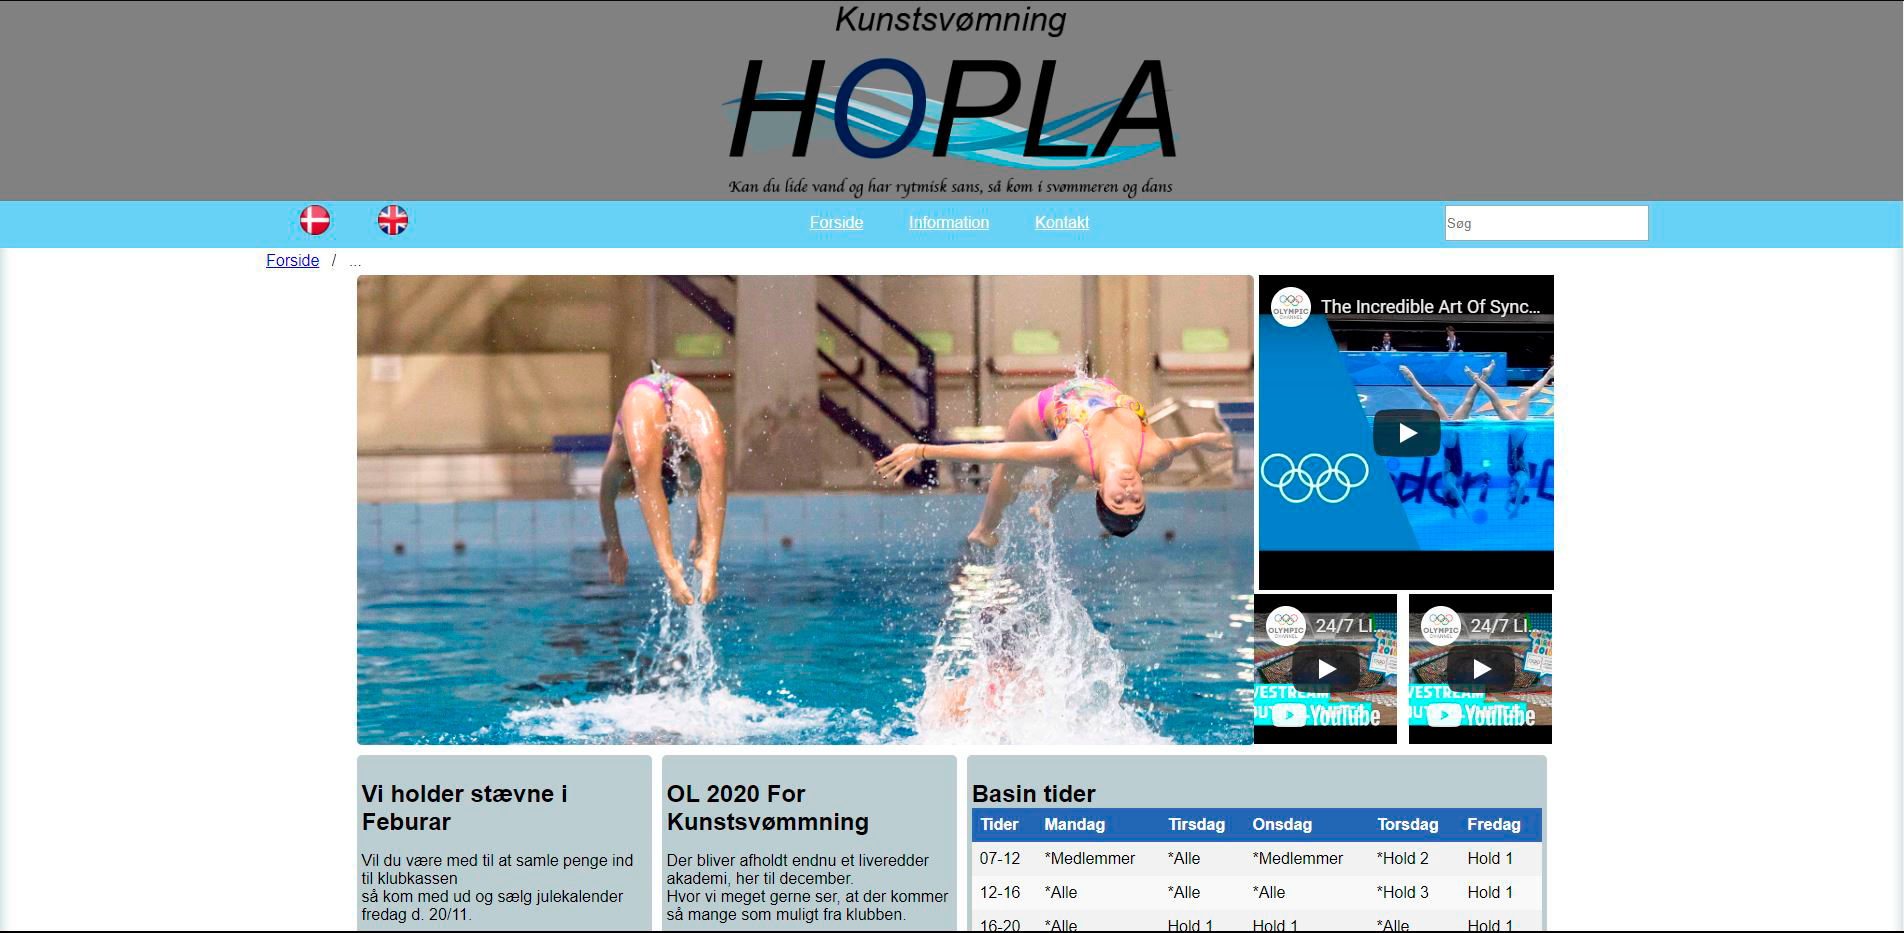 Kunstsvømning
HOPLA
Kan du lide vand og har rytmisk sans, så kom i svømmeren og dans
Forside
Information
Kontakt
Søg
Forside / ...
OLYMPIC CHANNEL
The Incredible Art Of Sync...
OLYMPIC CHANNEL
24/7 LI...
VESTREAM
YouTube
OLYMPIC CHANNEL
24/7 LI...
VESTREAM
YouTube
Vi holder stævne i
Feburar
Vil du være med til at samle penge ind
til klubkassen
så kom med ud og sælg julekalender
fredag d. 20/11.
OL 2020 For
Kunstsvømmning
Der bliver afholdt endnu et liveredder
akademi, her til december.
Hvor vi meget gerne ser, at der kommer
så mange som muligt fra klubben.
Basin tider
Tider Mandag Tirsdag Onsdag Torsdag Fredag
07-12 *Medlemmer *Alle *Medlemmer *Hold 2 Hold 1
12-16 *Alle *Alle *Alle *Hold 3 Hold 1
16-20 *Alle Hold 1 Hold 1 *Alle Hold 1